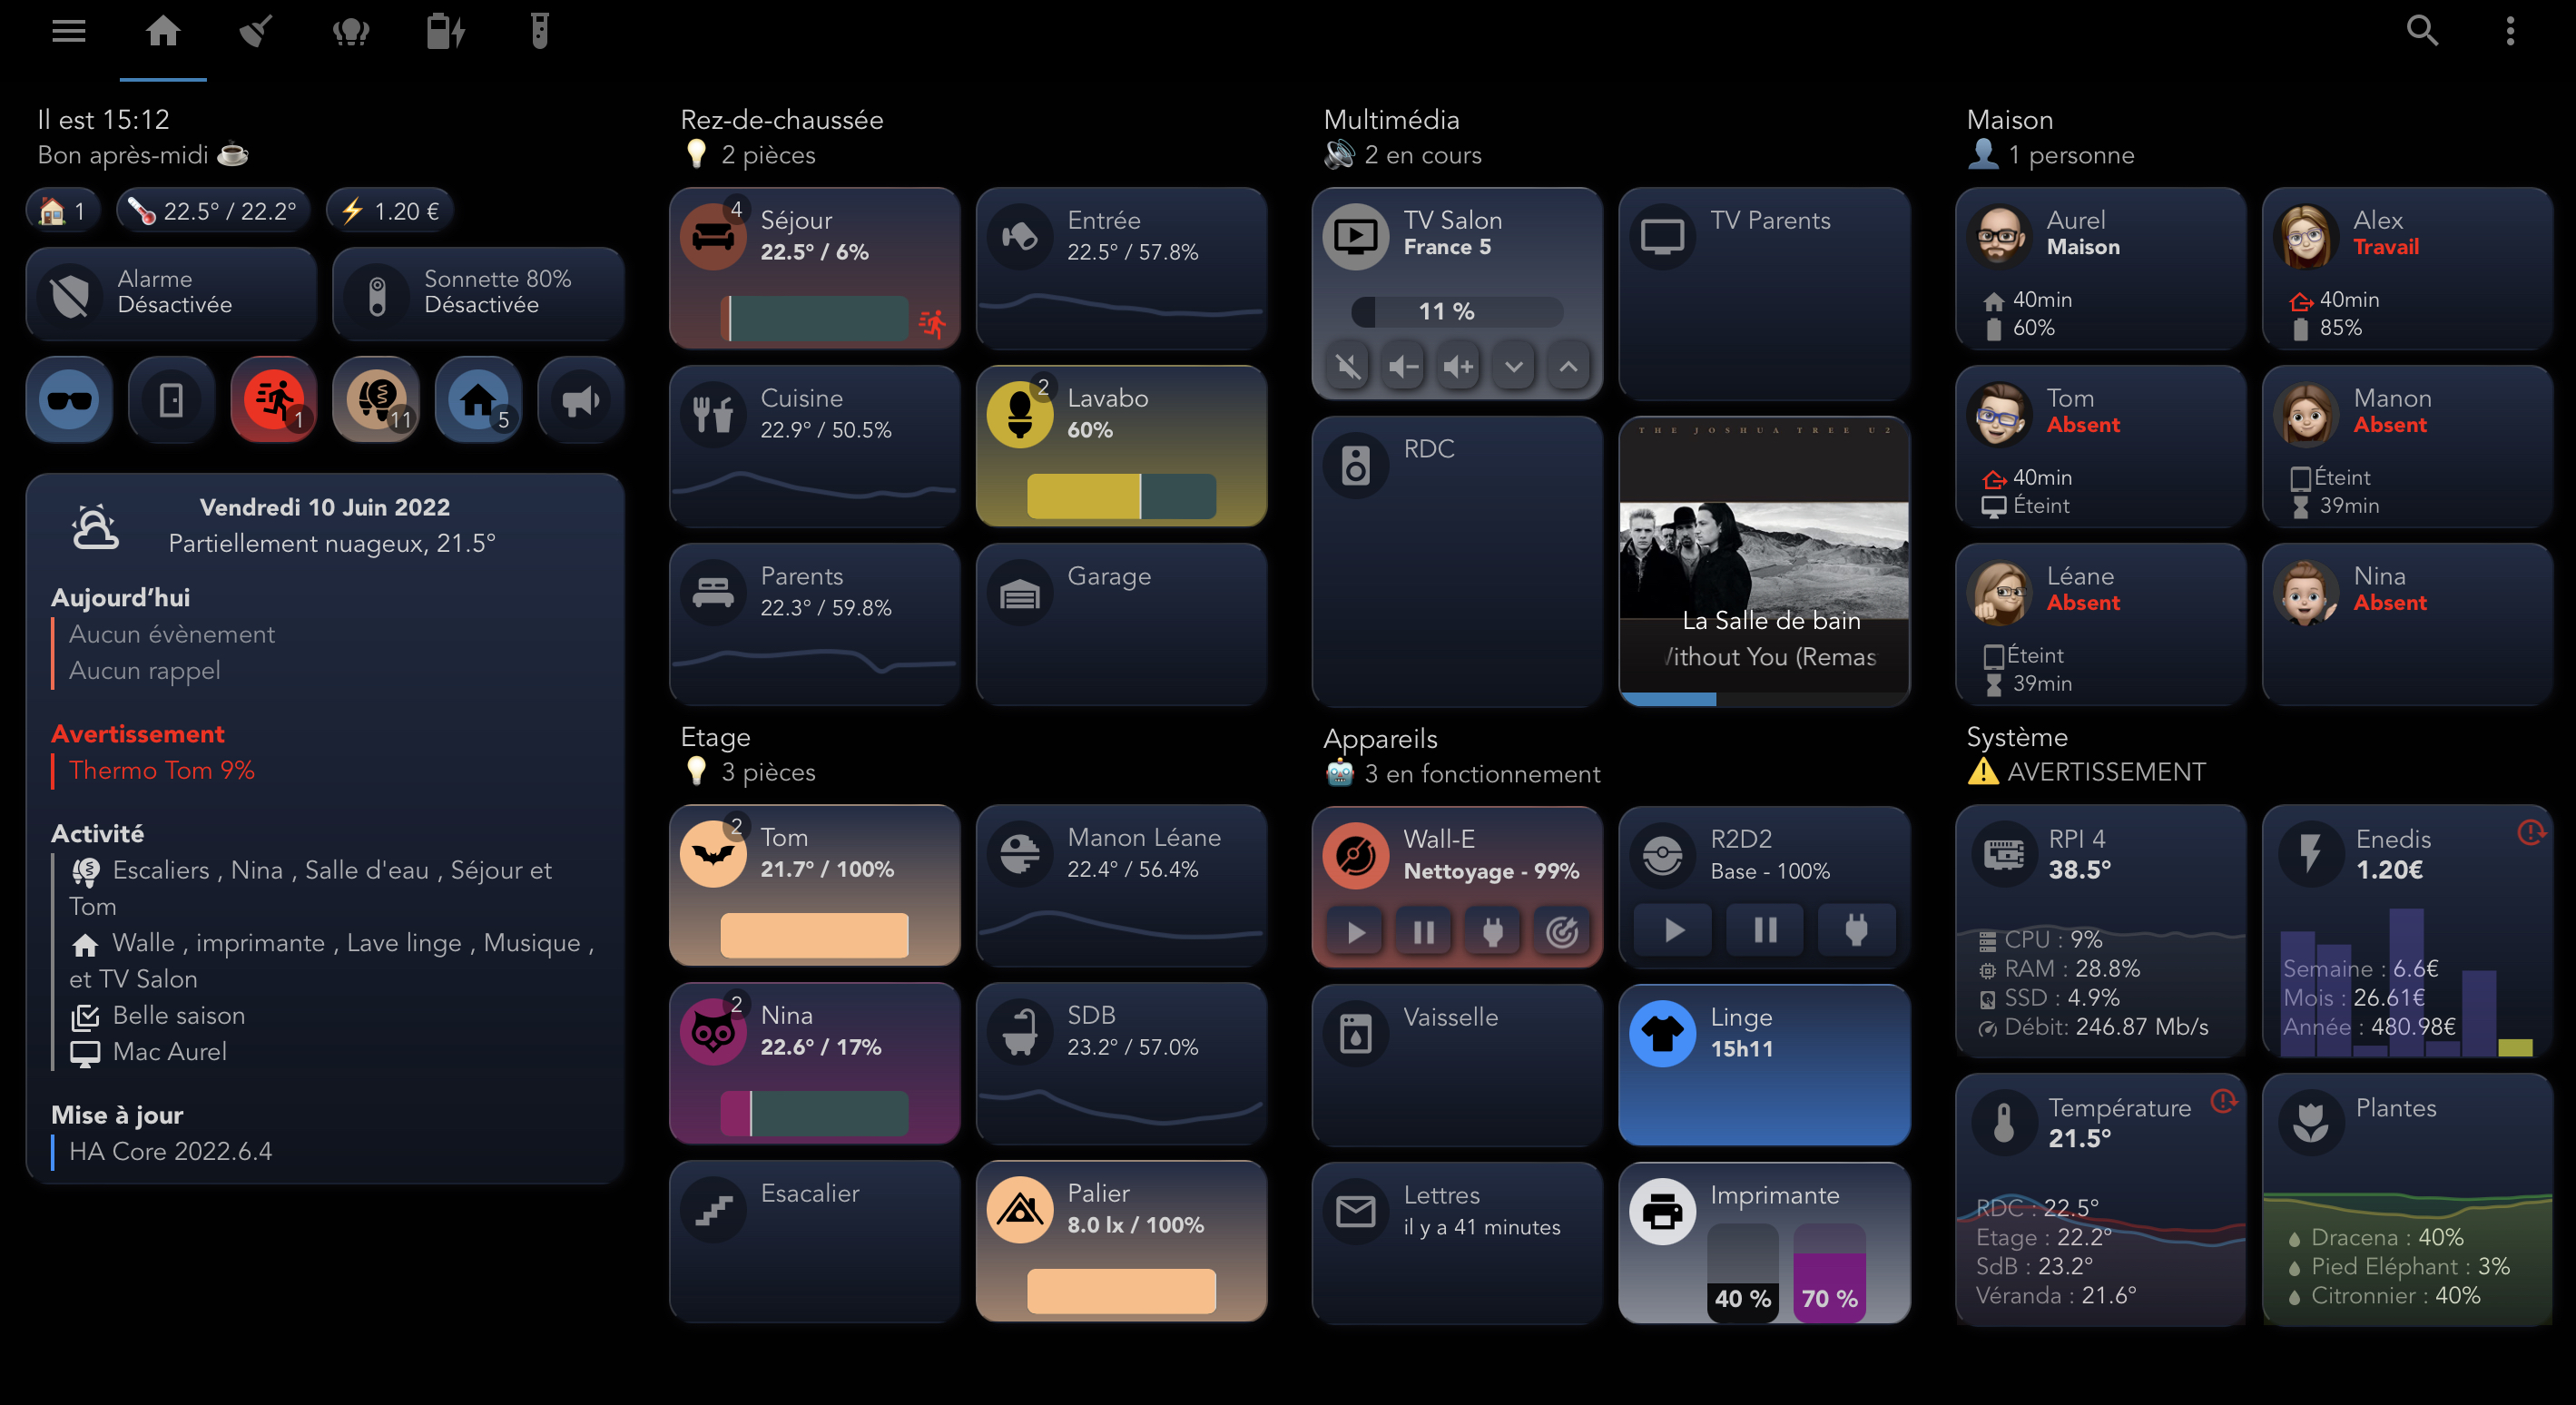 Il est 15:12
Bon après-midi ☕
🏠 1
🌡️ 22.5° / 22.2°
⚡ 1.20 €
Alarme
Désactivée
Sonnette 80%
Désactivée
1
11
5
Vendredi 10 Juin 2022
Partiellement nuageux, 21.5°
Aujourd’hui
Aucun évènement
Aucun rappel
Avertissement
Thermo Tom 9%
Activité
Escaliers , Nina , Salle d'eau , Séjour et
Tom
Walle , imprimante , Lave linge , Musique ,
et TV Salon
Belle saison
Mac Aurel
Mise à jour
HA Core 2022.6.4
Rez-de-chaussée
💡 2 pièces
4
Séjour
22.5° / 6%
Entrée
22.5° / 57.8%
Cuisine
22.9° / 50.5%
2
Lavabo
60%
Parents
22.3° / 59.8%
Garage
Etage
💡 3 pièces
2
Tom
21.7° / 100%
Manon Léane
22.4° / 56.4%
2
Nina
22.6° / 17%
SDB
23.2° / 57.0%
Esacalier
Palier
8.0 lx / 100%
Multimédia
🔊 2 en cours
TV Salon
France 5
11 %
TV Parents
RDC
THE JOSHUA TREE U2
La Salle de bain
ithout You (Remas
Appareils
🤖 3 en fonctionnement
Wall-E
Nettoyage - 99%
R2D2
Base - 100%
Vaisselle
Linge
15h11
Lettres
il y a 41 minutes
Imprimante
40 %
70 %
Maison
👤 1 personne
Aurel
Maison
40min
60%
Alex
Travail
40min
85%
Tom
Absent
40min
Éteint
Manon
Absent
Éteint
39min
Léane
Absent
Éteint
39min
Nina
Absent
Système
⚠️ AVERTISSEMENT
RPI 4
38.5°
CPU : 9%
RAM : 28.8%
SSD : 4.9%
Débit: 246.87 Mb/s
Enedis
1.20€
Semaine : 6.6€
Mois : 26.61€
Année : 480.98€
Température
21.5°
RDC : 22.5°
Etage : 22.2°
SdB : 23.2°
Véranda : 21.6°
Plantes
Dracena : 40%
Pied Eléphant : 3%
Citronnier : 40%